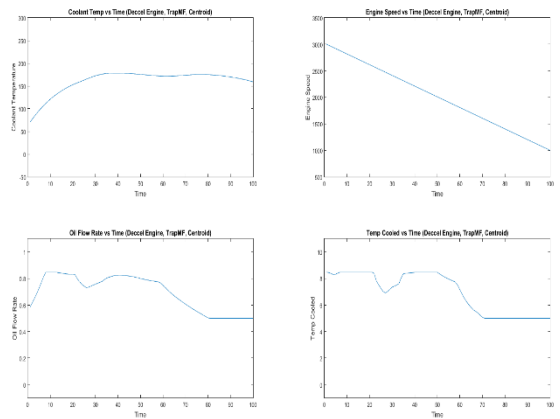 Coolant Temp vs Time (Deccel Engine, TrapMF, Centroid)
300
250
200
150
100
50
0
-50
Coolant Temperature
0 10 20 30 40 50 60 70 80 90 100
Time
Engine Speed vs Time (Deccel Engine, TrapMF, Centroid)
3500
3000
2500
2000
1500
1000
500
Engine Speed
0 10 20 30 40 50 60 70 80 90 100
Time
Oil Flow Rate vs Time (Deccel Engine, TrapMF, Centroid)
1
0.8
0.6
0.4
0.2
0
Oil Flow Rate
0 10 20 30 40 50 60 70 80 90 100
Time
Temp Cooled vs Time (Deccel Engine, TrapMF, Centroid)
10
8
6
4
2
0
Temp Cooled
0 10 20 30 40 50 60 70 80 90 100
Time